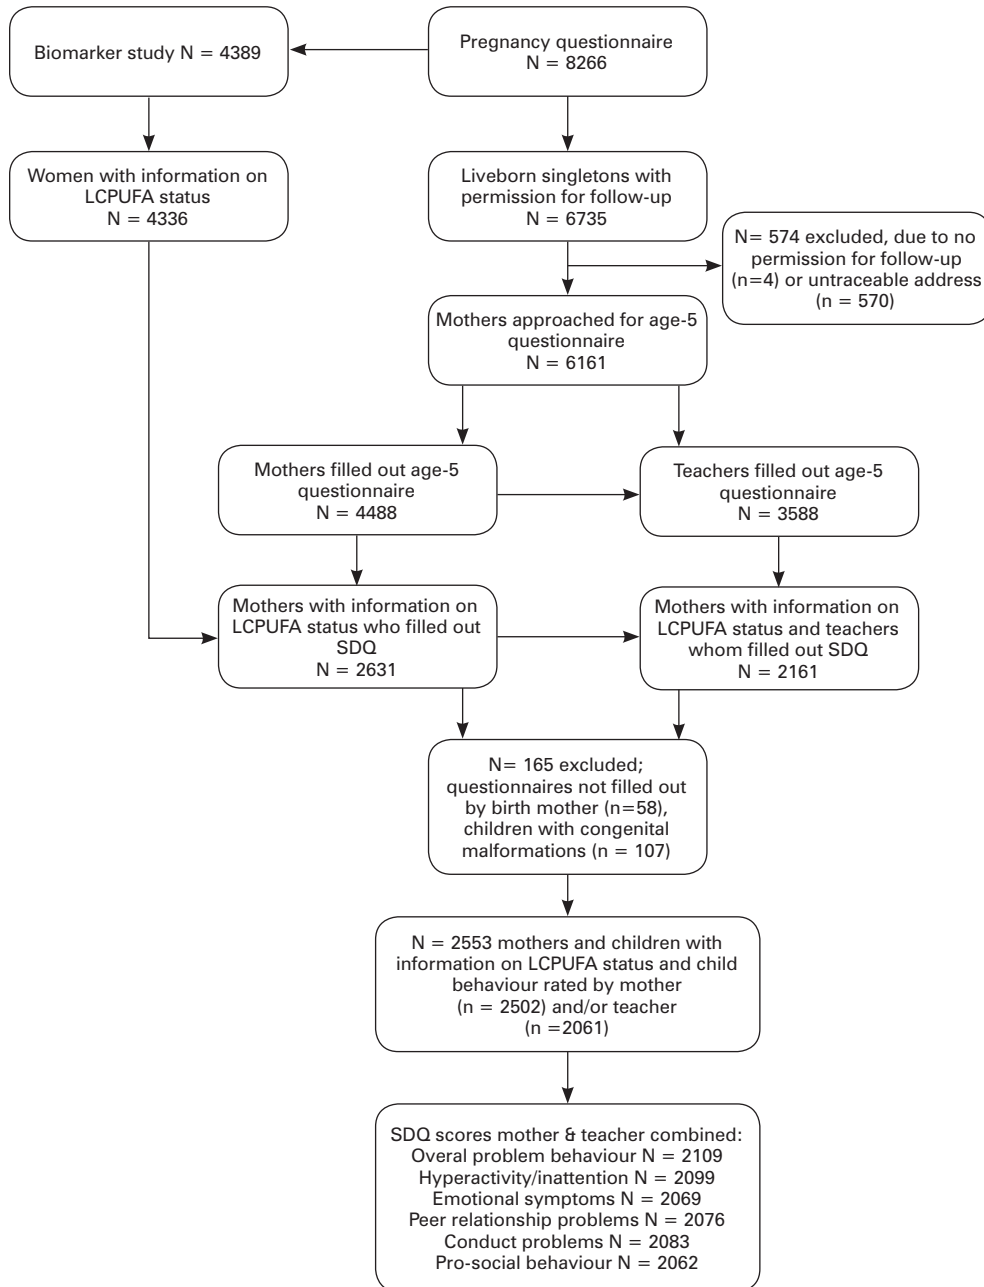 Biomarker study N = 4389
Pregnancy questionnaire
N = 8266
Women with information on
LCPUFA status
N = 4336
Liveborn singletons with
permission for follow-up
N = 6735
N= 574 excluded, due to no
permission for follow-up
(n=4) or untraceable address
(n = 570)
Mothers approached for age-5
questionnaire
N = 6161
Mothers filled out age-5
questionnaire
N = 4488
Teachers filled out age-5
questionnaire
N = 3588
Mothers with information on
LCPUFA status who filled out
SDQ
N = 2631
Mothers with information on
LCPUFA status and teachers
whom filled out SDQ
N = 2161
N= 165 excluded;
questionnaires not filled out
by birth mother (n=58),
children with congenital
malformations (n = 107)
N = 2553 mothers and children with
information on LCPUFA status and child
behaviour rated by mother
(n = 2502) and/or teacher
(n =2061)
SDQ scores mother & teacher combined:
Overal problem behaviour N = 2109
Hyperactivity/inattention N = 2099
Emotional symptoms N = 2069
Peer relationship problems N = 2076
Conduct problems N = 2083
Pro-social behaviour N = 2062